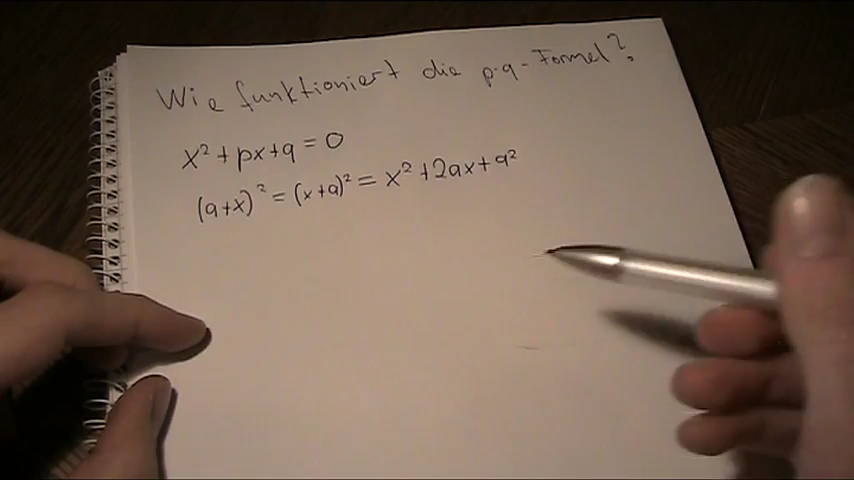 Wie funktioniert die p-q-Formel?
x² + px + q = 0
(a+x)² = (x+a)² = x² + 2ax + a²